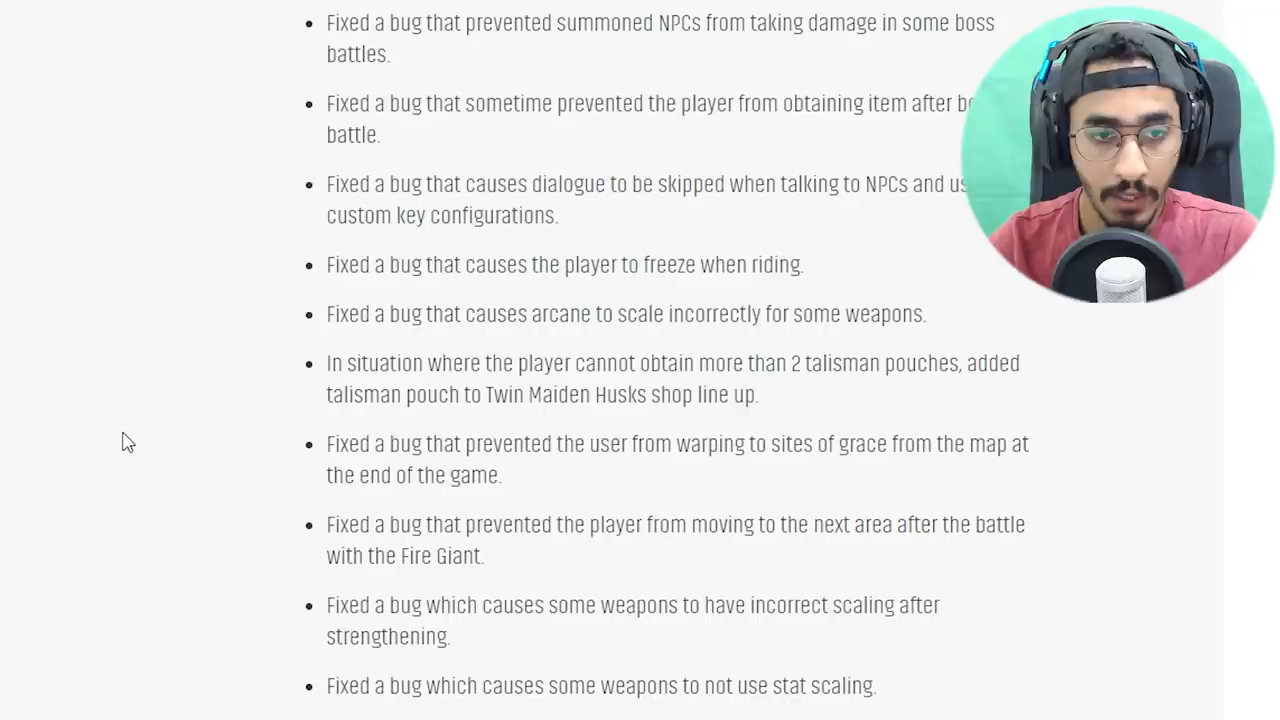 Fixed a bug that prevented summoned NPCs from taking damage in some boss
battles.
Fixed a bug that sometime prevented the player from obtaining item after
battle.
Fixed a bug that causes dialogue to be skipped when talking to NPCs and
custom key configurations.
Fixed a bug that causes the player to freeze when riding.
Fixed a bug that causes arcane to scale incorrectly for some weapons.
In situation where the player cannot obtain more than 2 talisman pouches, added
talisman pouch to Twin Maiden Husks shop line up.
Fixed a bug that prevented the user from warping to sites of grace from the map at
the end of the game.
Fixed a bug that prevented the player from moving to the next area after the battle
with the Fire Giant.
Fixed a bug which causes some weapons to have incorrect scaling after
strengthening.
Fixed a bug which causes some weapons to not use stat scaling.